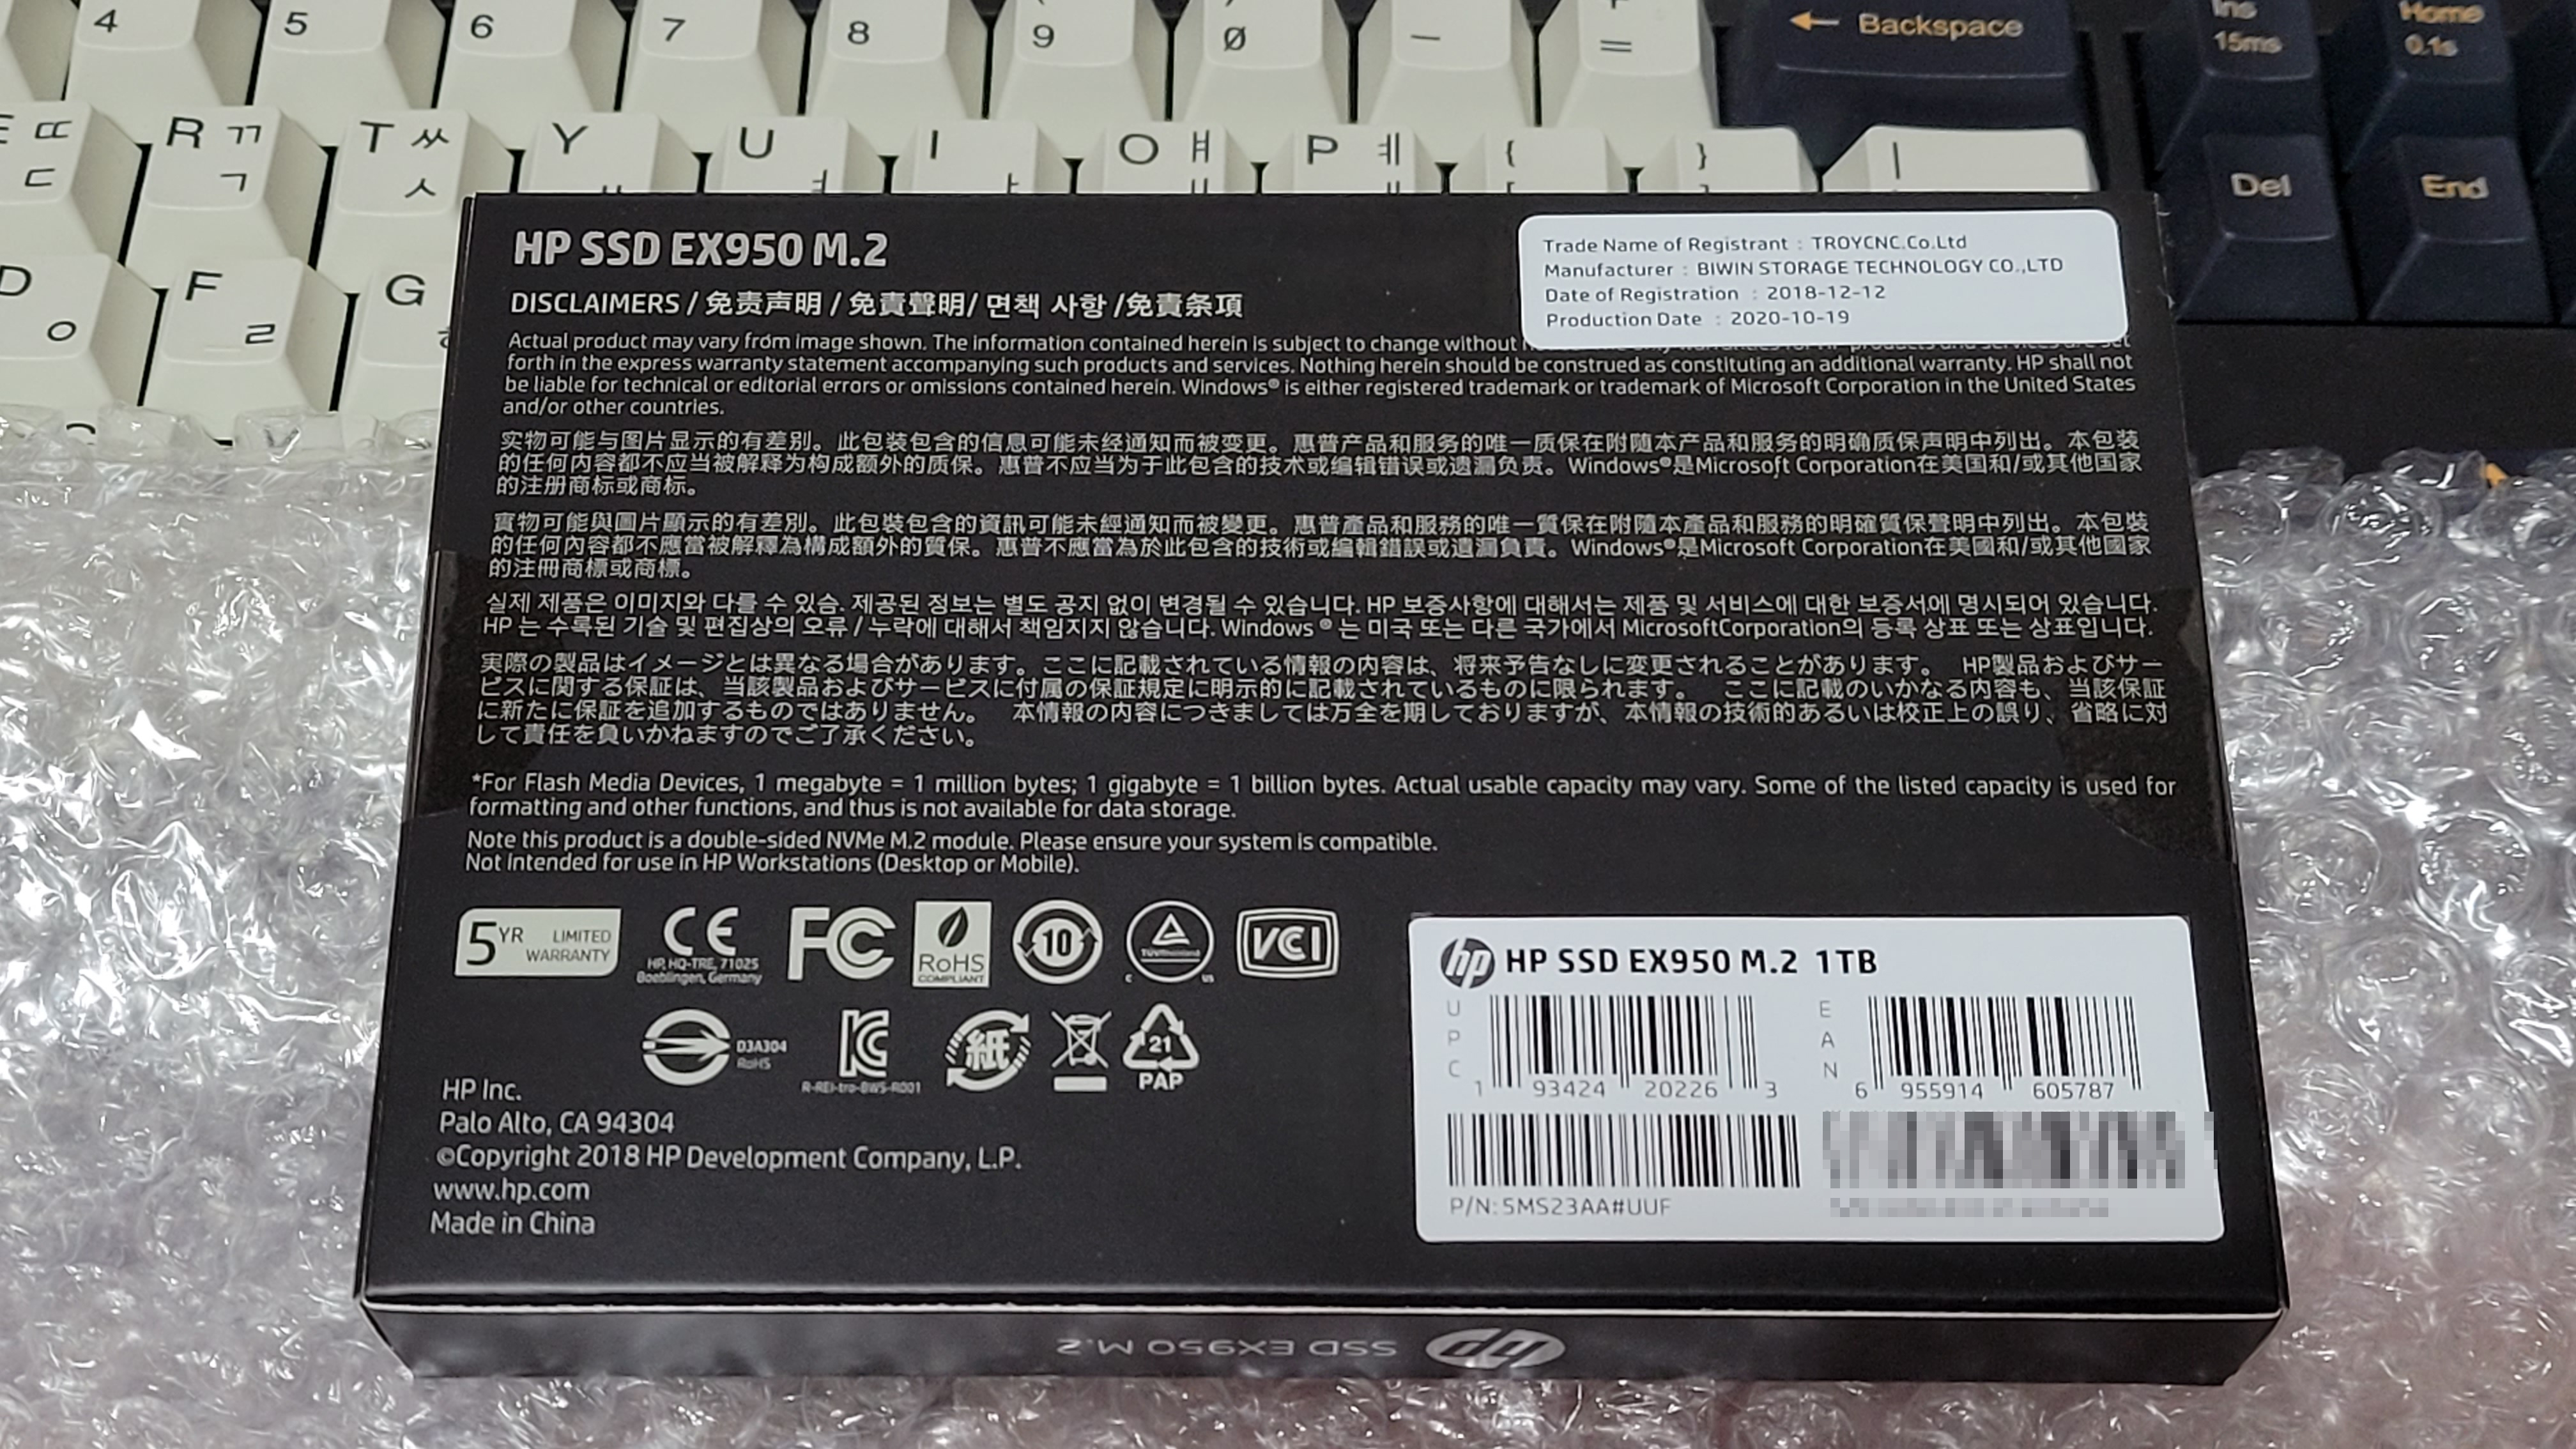 4 5 6 7 8 9 Ø — =
← Backspace
Ins
15ms
Home
0.1s
E ㄸ ㄷ R ㄲ ㄱ T ㅆ ㅅ Y U I O ㅒ P ㅖ { } |
Del
End
D ㅇ F ㄹ G
HP SSD EX950 M.2
Trade Name of Registrant : TROYCNC.Co.Ltd
Manufacturer : BIWIN STORAGE TECHNOLOGY CO.,LTD
Date of Registration : 2018-12-12
Production Date : 2020-10-19
DISCLAIMERS / 免责声明 / 免責聲明/ 면책 사항 /免責条項
Actual product may vary from image shown. The information contained herein is subject to change without
forth in the express warranty statement accompanying such products and services. Nothing herein should be construed as constituting an additional warranty. HP shall not
be liable for technical or editorial errors or omissions contained herein. Windows® is either registered trademark or trademark of Microsoft Corporation in the United States
and/or other countries.
实物可能与图片显示的有差别。此包装包含的信息可能未经通知而被变更。惠普产品和服务的唯一质保在附随本产品和服务的明确质保声明中列出。本包装
的任何内容都不应当被解释为构成额外的质保。惠普不应当为于此包含的技术或编辑错误或遗漏负责。Windows®是Microsoft Corporation在美国和/或其他国家
的注册商标或商标。
實物可能與圖片顯示的有差別。此包裝包含的資訊可能未經通知而被變更。惠普產品和服務的唯一質保在附隨本產品和服務的明確質保聲明中列出。本包裝
的任何內容都不應當被解釋為構成額外的質保。惠普不應當為於此包含的技術或編輯錯誤或遺漏負責。Windows®是Microsoft Corporation在美國和/或其他國家
的注冊商標或商標。
실제 제품은 이미지와 다를 수 있슴. 제공된 정보는 별도 공지 없이 변경될 수 있습니다. HP 보증사항에 대해서는 제품 및 서비스에 대한 보증서에 명시되어 있습니다.
HP 는 수록된 기술 및 편집상의 오류 / 누락에 대해서 책임지지 않습니다. Windows ® 는 미국 또는 다른 국가에서 MicrosoftCorporation의 등록 상표 또는 상표입니다.
実際の製品はイメージとは異なる場合があります。ここに記載されている情報の内容は、将来予告なしに変更されることがあります。 HP製品およびサー
ビスに関する保証は、当該製品およびサービスに付属の保証規定に明示的に記載されているものに限られます。 ここに記載のいかなる内容も、当該保証
に新たに保証を追加するものではありません。 本情報の内容につきましては万全を期しておりますが、本情報の技術的あるいは校正上の誤り、省略に対
して責任を負いかねますのでご了承ください。
*For Flash Media Devices, 1 megabyte = 1 million bytes; 1 gigabyte = 1 billion bytes. Actual usable capacity may vary. Some of the listed capacity is used for
formatting and other functions, and thus is not available for data storage.
Note this product is a double-sided NVMe M.2 module. Please ensure your system is compatible.
Not intended for use in HP Workstations (Desktop or Mobile).
5 YR LIMITED
WARRANTY
CE
HP, HQ-TRE, 71025
Boeblingen, Germany
FC
RoHS
COMPLIANT
10
TÜVRheinland
C US
VCI
D3A304
RoHS
R-REI-tro-BWS-R001
紙
21
PAP
HP Inc.
Palo Alto, CA 94304
©Copyright 2018 HP Development Company, L.P.
www.hp.com
Made in China
hp HP SSD EX950 M.2 1TB
UPC
1 93424 20226 3
EAN
6 955914 605787
P/N: 5MS23AA#UUF
SSD EX950 M.2 hp